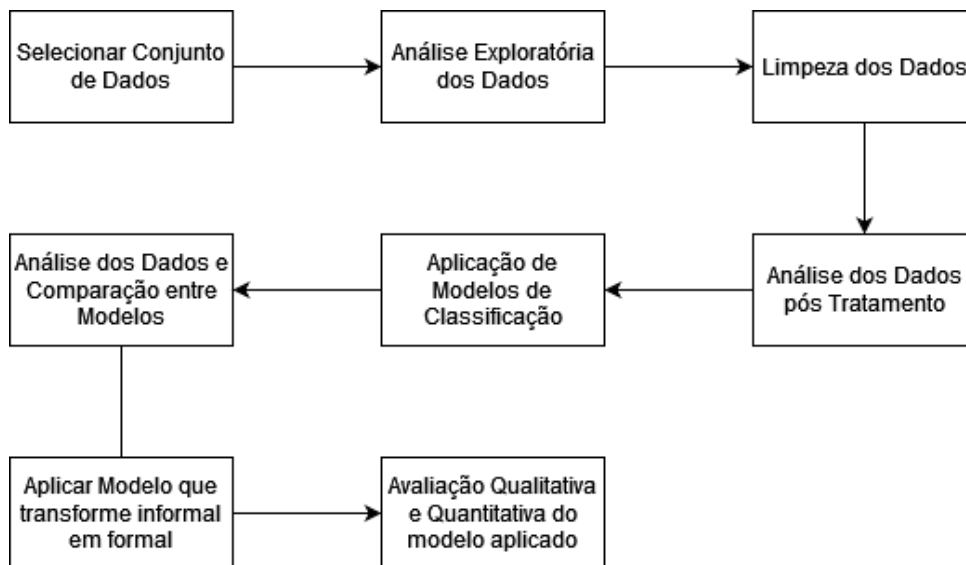 Selecionar Conjunto
de Dados
Análise Exploratória
dos Dados
Limpeza dos Dados
Análise dos Dados
pós Tratamento
Aplicação de
Modelos de
Classificação
Análise dos Dados e
Comparação entre
Modelos
Aplicar Modelo que
transforme informal
em formal
Avaliação Qualitativa
e Quantitativa do
modelo aplicado